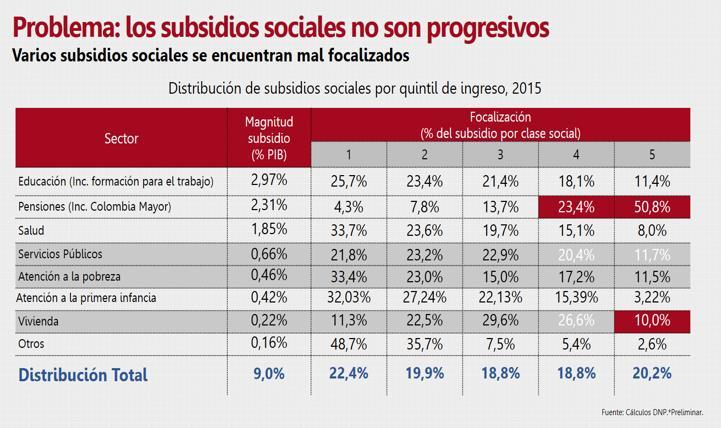 Problema: los subsidios sociales no son progresivos
Varios subsidios sociales se encuentran mal focalizados
Distribución de subsidios sociales por quintil de ingreso, 2015
Sector Magnitud subsidio (% PIB) Focalización (% del subsidio por clase social)
1 2 3 4 5
Educación (Inc. formación para el trabajo) 2,97% 25,7% 23,4% 21,4% 18,1% 11,4%
Pensiones (Inc. Colombia Mayor) 2,31% 4,3% 7,8% 13,7% 23,4% 50,8%
Salud 1,85% 33,7% 23,6% 19,7% 15,1% 8,0%
Servicios Públicos 0,66% 21,8% 23,2% 22,9% 20,4% 11,7%
Atención a la pobreza 0,46% 33,4% 23,0% 15,0% 17,2% 11,5%
Atención a la primera infancia 0,42% 32,03% 27,24% 22,13% 15,39% 3,22%
Vivienda 0,22% 11,3% 22,5% 29,6% 26,6% 10,0%
Otros 0,16% 48,7% 35,7% 7,5% 5,4% 2,6%
Distribución Total 9,0% 22,4% 19,9% 18,8% 18,8% 20,2%
Fuente: Cálculos DNP.*Preliminar.